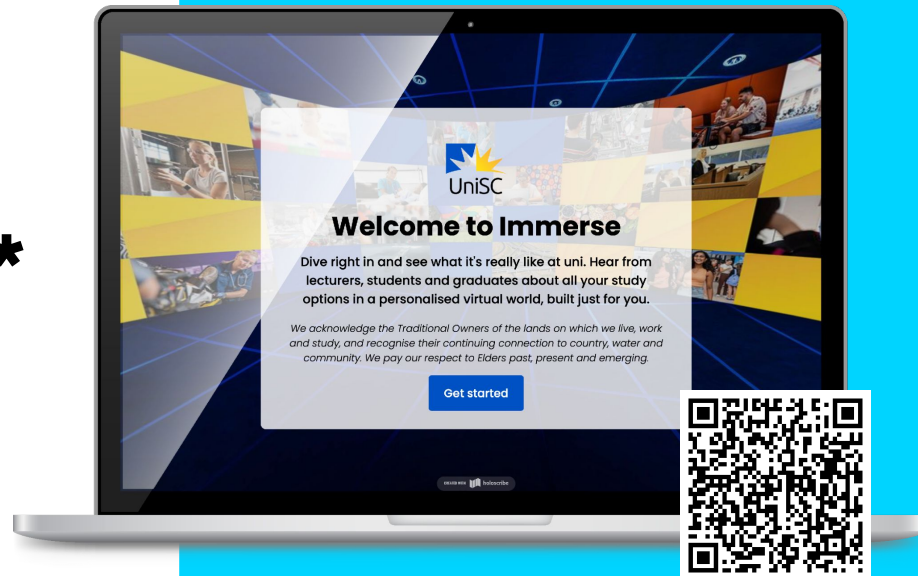 *
UniSC
Welcome to Immerse
Dive right in and see what it's really like at uni. Hear from
lecturers, students and graduates about all your study
options in a personalised virtual world, built just for you.
We acknowledge the Traditional Owners of the lands on which we live, work
and study, and recognise their continuing connection to country, water and
community. We pay our respect to Elders past, present and emerging.
Get started
CREATED WITH holoscribe